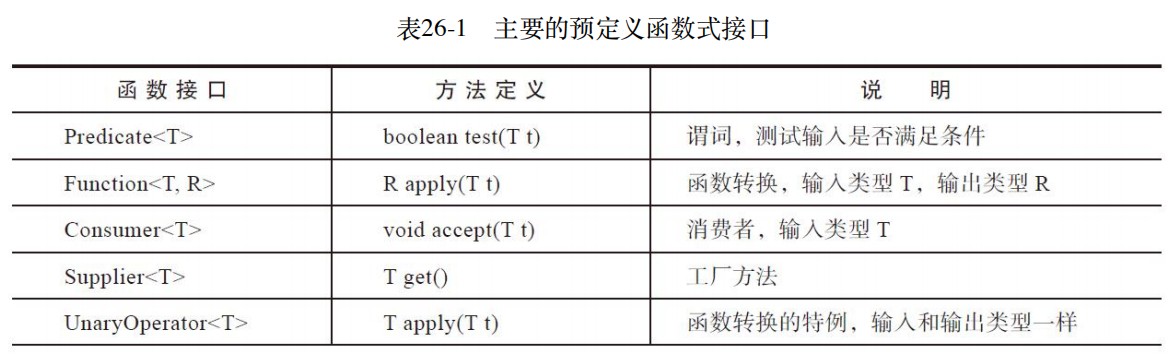 表26-1 主要的预定义函数式接口
函数接口 方法定义 说 明
Predicate<T> boolean test(T t) 谓词，测试输入是否满足条件
Function<T, R> R apply(T t) 函数转换，输入类型 T，输出类型 R
Consumer<T> void accept(T t) 消费者，输入类型 T
Supplier<T> T get() 工厂方法
UnaryOperator<T> T apply(T t) 函数转换的特例，输入和输出类型一样